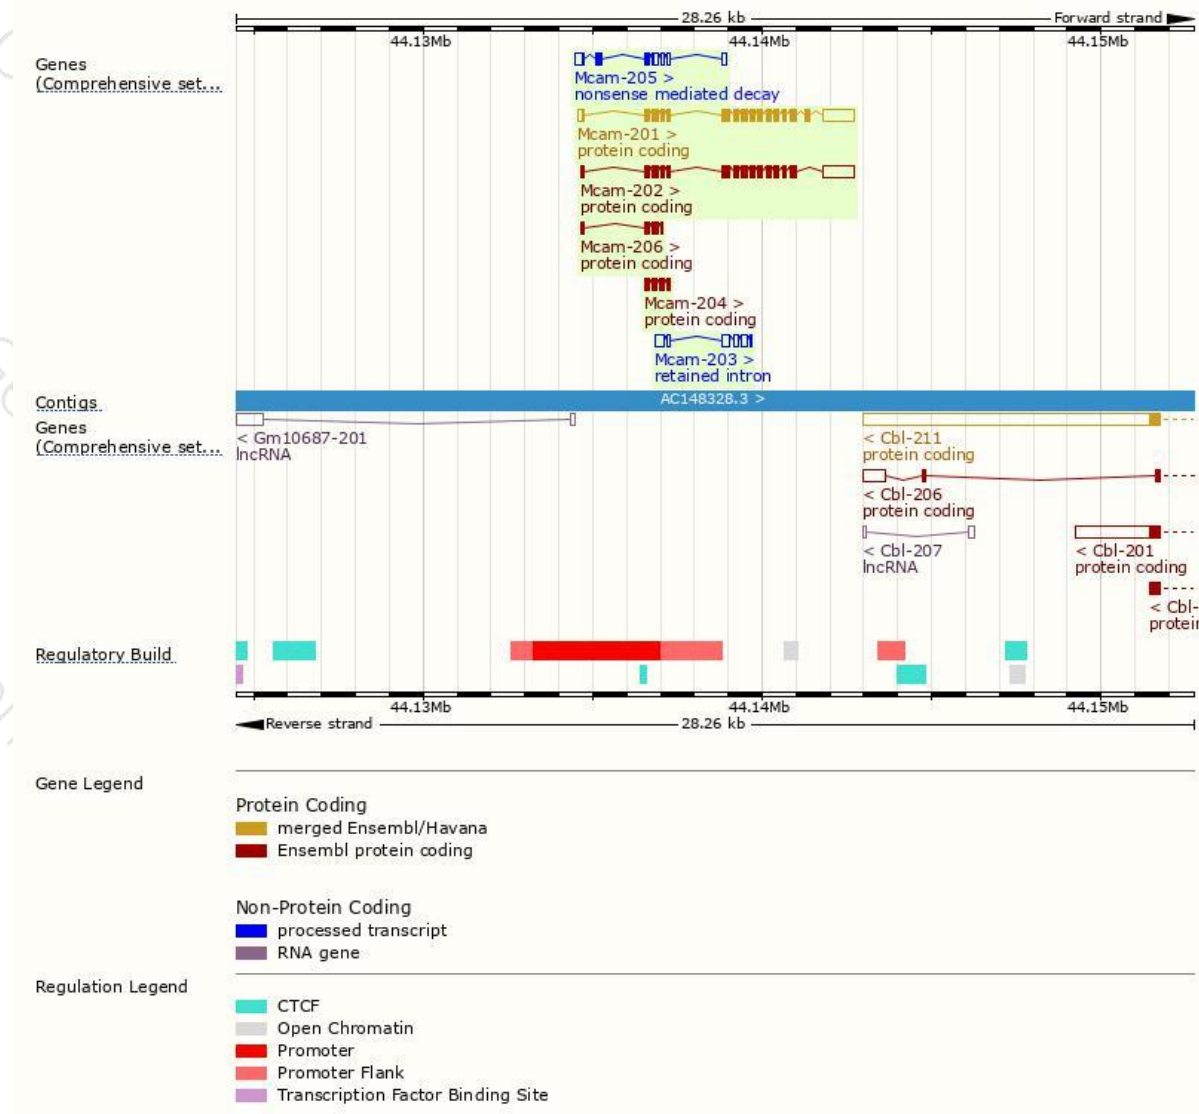 28.26 kb
Forward strand
44.13Mb 44.14Mb 44.15Mb
Genes
(Comprehensive set...
Mcam-205 >
nonsense mediated decay
Mcam-201 >
protein coding
Mcam-202 >
protein coding
Mcam-206 >
protein coding
Mcam-204 >
protein coding
Mcam-203 >
retained intron
Contigs
AC148328.3 >
Genes
(Comprehensive set...
< Gm10687-201
lncRNA
< Cbl-211
protein coding
< Cbl-206
protein coding
< Cbl-207
lncRNA
< Cbl-201
protein coding
< Cbl-
protein
Regulatory Build
44.13Mb 44.14Mb 44.15Mb
Reverse strand
28.26 kb
Gene Legend
Protein Coding
merged Ensembl/Havana
Ensembl protein coding
Non-Protein Coding
processed transcript
RNA gene
Regulation Legend
CTCF
Open Chromatin
Promoter
Promoter Flank
Transcription Factor Binding Site